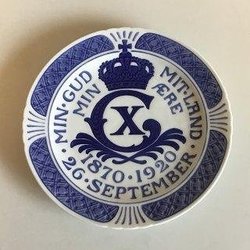 MIN · GUD MIT · LAND
MIN ÆRE
CX
1870 · 1920
· 26 · SEPTEMBER ·